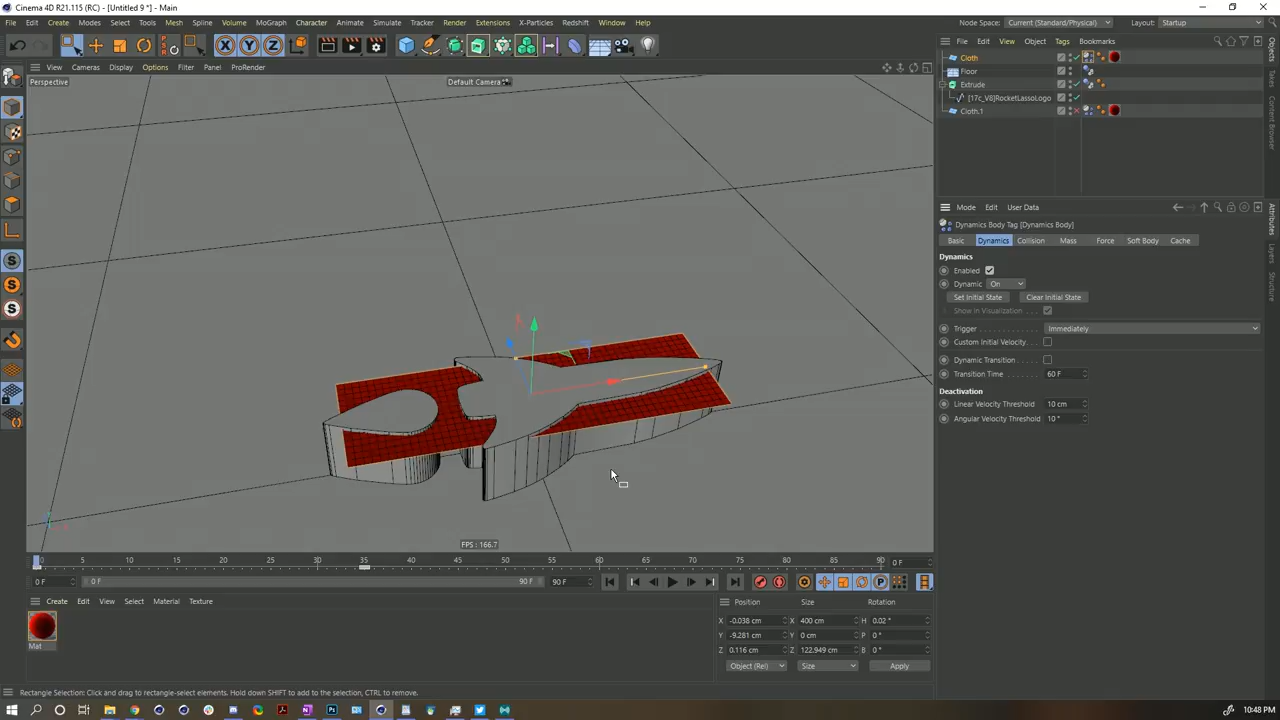 Cinema 4D R21.115 (RC) - [Untitled 9 *] - Main
File Edit Create Modes Select Tools Mesh Spline Volume MoGraph Character Animate Simulate Tracker Render Extensions X-Particles Redshift Window Help
Node Space: Current (Standard/Physical) Layout: Startup
X Y Z
File Edit View Object Tags Bookmarks
View Cameras Display Options Filter Panel ProRender
Perspective
Default Camera
Cloth
Floor
Extrude
[17c_V8]RocketLassoLogo
Cloth.1
Objects
Takes
Content Browser
Mode Edit User Data
Attributes
Layers
Structure
Dynamics Body Tag [Dynamics Body]
Basic Dynamics Collision Mass Force Soft Body Cache
Dynamics
Enabled
Dynamic On
Set Initial State Clear Initial State
Show in Visualization
Trigger Immediately
Custom Initial Velocity
Dynamic Transition
Transition Time 60 F
Deactivation
Linear Velocity Threshold 10 cm
Angular Velocity Threshold 10 °
FPS : 166.7
0 5 10 15 20 25 30 35 40 45 50 55 60 65 70 75 80 85 90 0 F
0 F 0 F 90 F 90 F
Create Edit View Select Material Texture
Mat
Position Size Rotation
X -0.038 cm X 400 cm H 0.02 °
Y -9.281 cm Y 0 cm P 0 °
Z 0.116 cm Z 122.949 cm B 0 °
Object (Rel) Size Apply
Rectangle Selection: Click and drag to rectangle-select elements. Hold down SHIFT to add to the selection, CTRL to remove.
10:48 PM